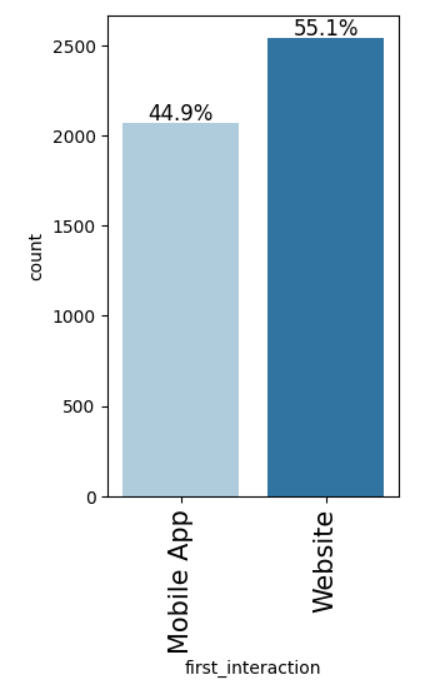 55.1%
44.9%
2500
2000
1500
1000
500
0
count
Mobile App
Website
first_interaction